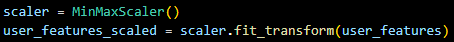 scaler = MinMaxScaler()
user_features_scaled = scaler.fit_transform(user_features)